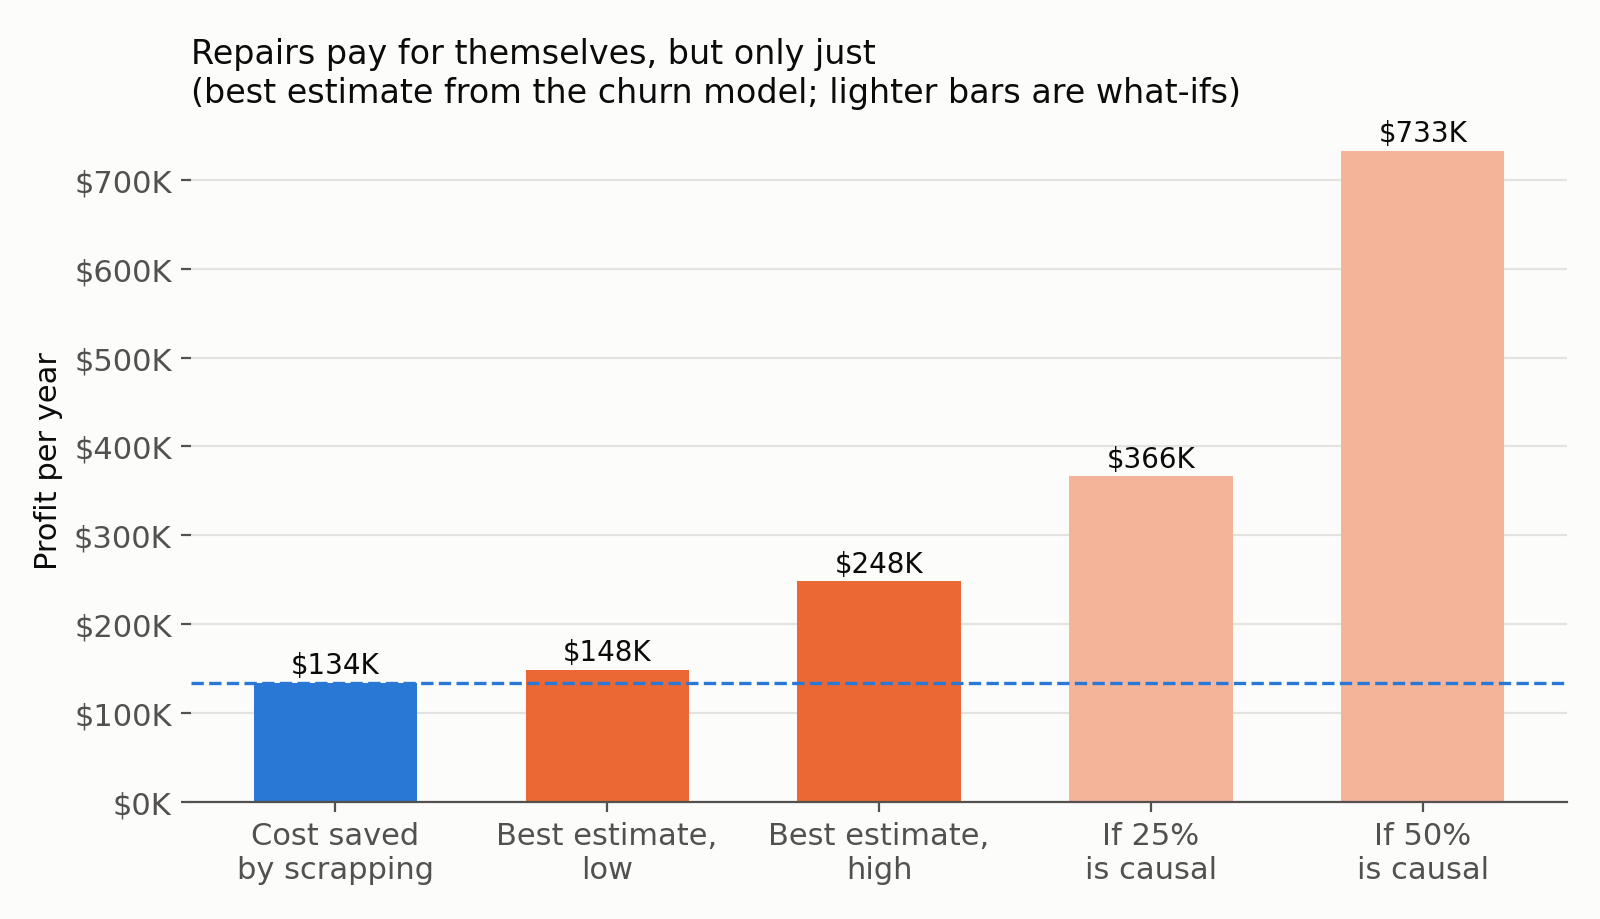 Repairs pay for themselves, but only just
(best estimate from the churn model; lighter bars are what-ifs)
Profit per year
$700K
$600K
$500K
$400K
$300K
$200K
$100K
$0K
$134K
$148K
$248K
$366K
$733K
Cost saved
by scrapping
Best estimate,
low
Best estimate,
high
If 25%
is causal
If 50%
is causal